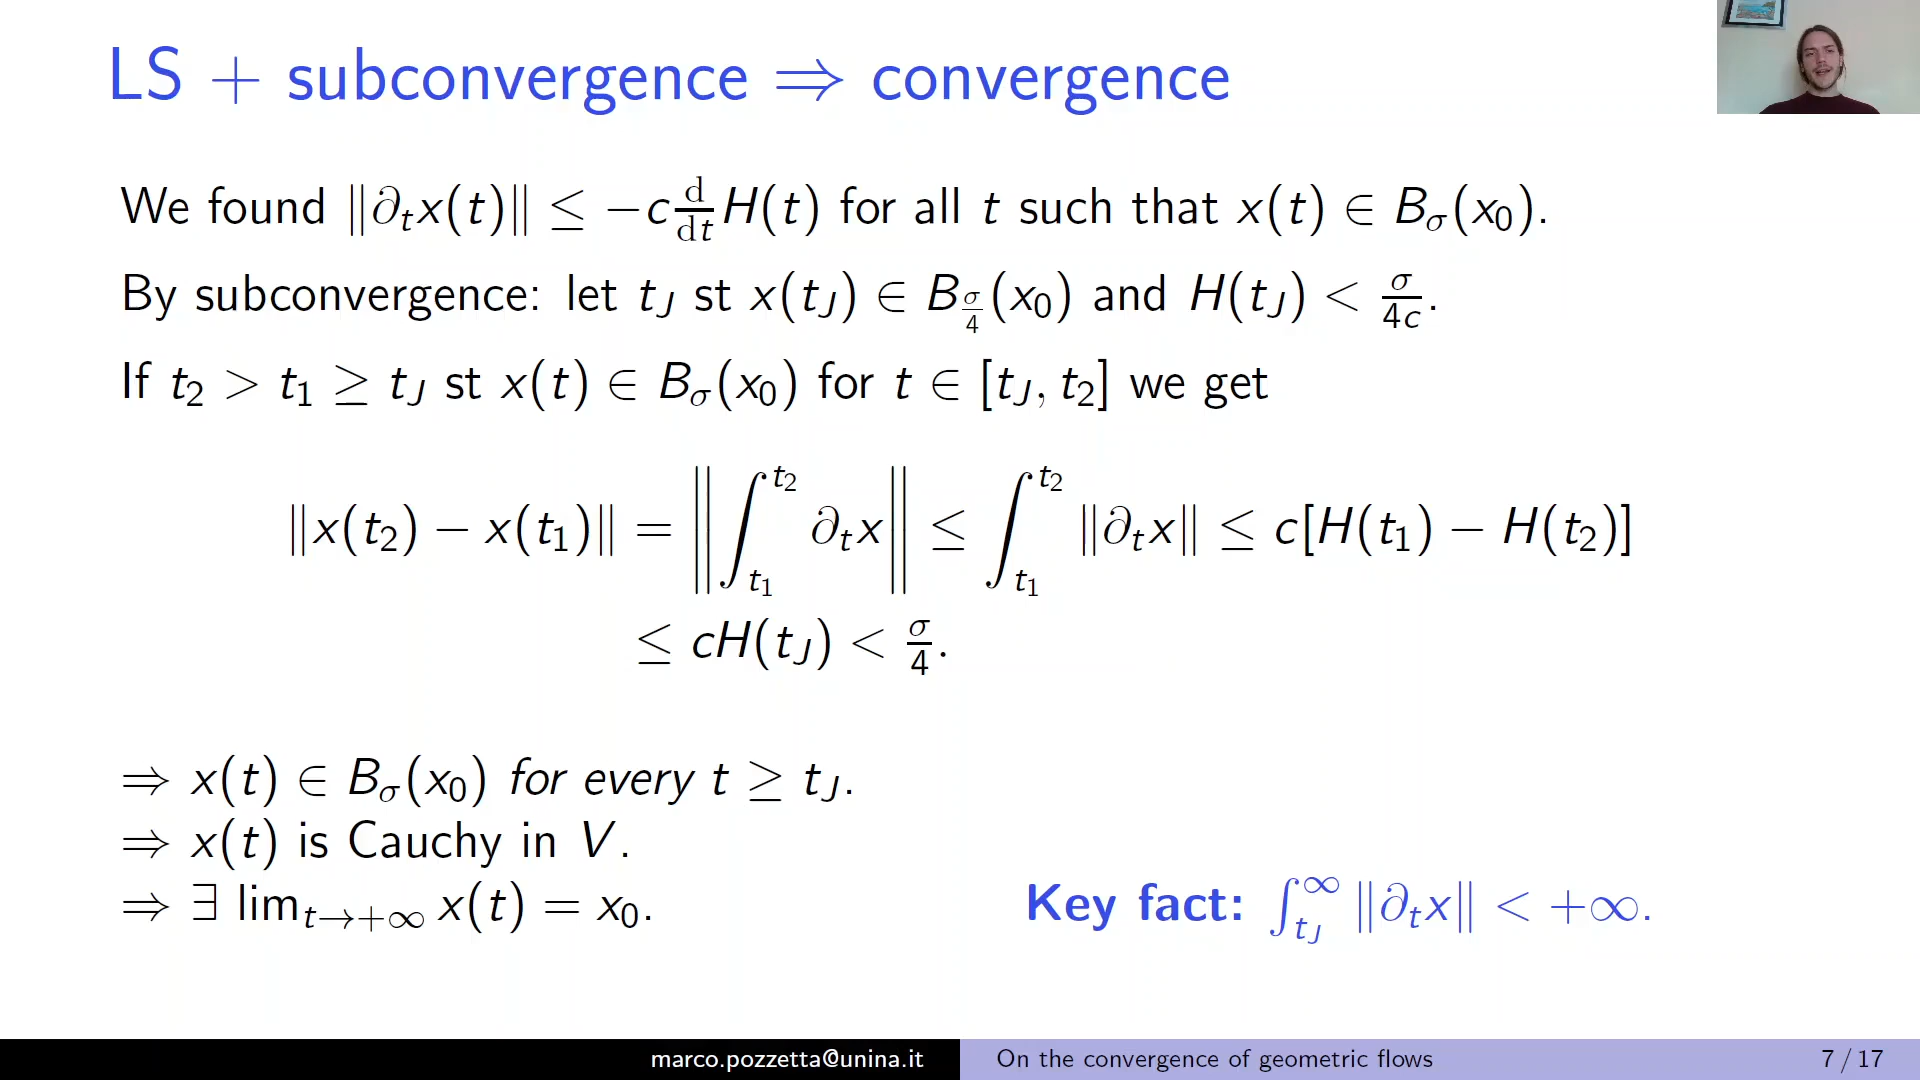 LS + subconvergence ⇒ convergence
We found ‖∂ₜx(t)‖ ≤ −c d/dt H(t) for all t such that x(t) ∈ B_σ(x₀).
By subconvergence: let t_J st x(t_J) ∈ B_{σ/4}(x₀) and H(t_J) < σ/4c.
If t₂ > t₁ ≥ t_J st x(t) ∈ B_σ(x₀) for t ∈ [t_J, t₂] we get
‖x(t₂) − x(t₁)‖ = ‖∫_{t₁}^{t₂} ∂ₜx‖ ≤ ∫_{t₁}^{t₂} ‖∂ₜx‖ ≤ c[H(t₁) − H(t₂)]
≤ cH(t_J) < σ/4.
⇒ x(t) ∈ B_σ(x₀) for every t ≥ t_J.
⇒ x(t) is Cauchy in V.
⇒ ∃ lim_{t→+∞} x(t) = x₀.
Key fact: ∫_{t_J}^{∞} ‖∂ₜx‖ < +∞.
marco.pozzetta@unina.it
On the convergence of geometric flows
7 / 17